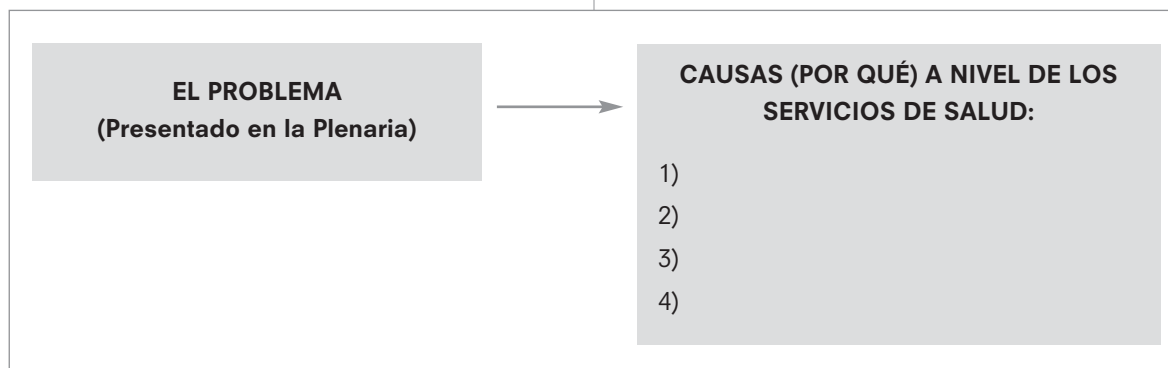 EL PROBLEMA
(Presentado en la Plenaria)
CAUSAS (POR QUÉ) A NIVEL DE LOS
SERVICIOS DE SALUD:
1)
2)
3)
4)